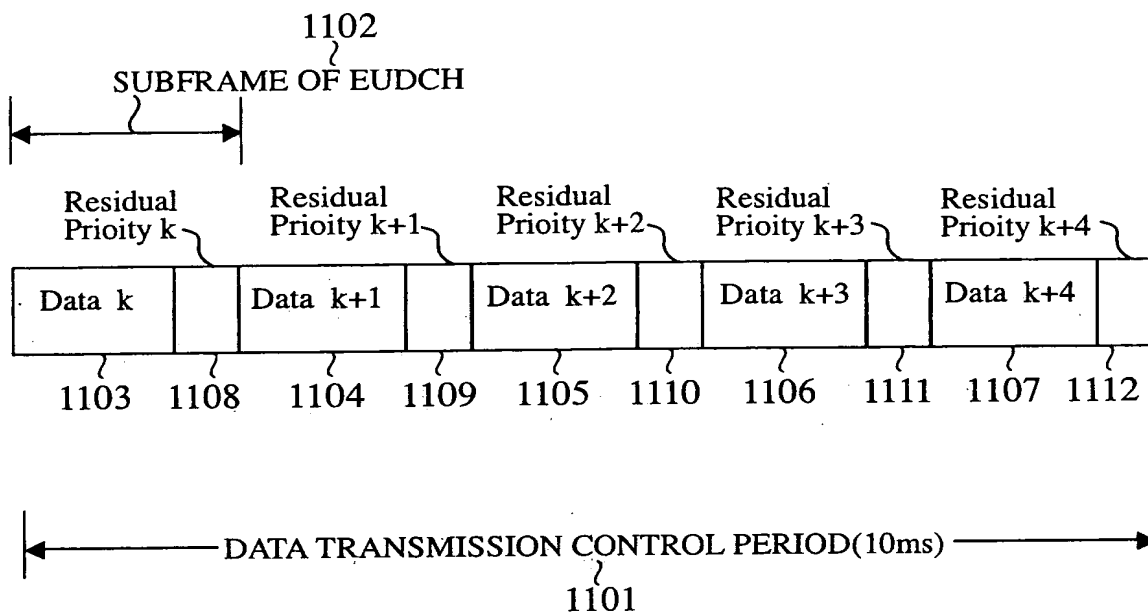 1102
SUBFRAME OF EUDCH
Residual
Prioity k
Residual
Prioity k+1
Residual
Prioity k+2
Residual
Prioity k+3
Residual
Prioity k+4
Data k
Data k+1
Data k+2
Data k+3
Data k+4
1103 1108 1104 1109 1105 1110 1106 1111 1107 1112
DATA TRANSMISSION CONTROL PERIOD(10ms)
1101